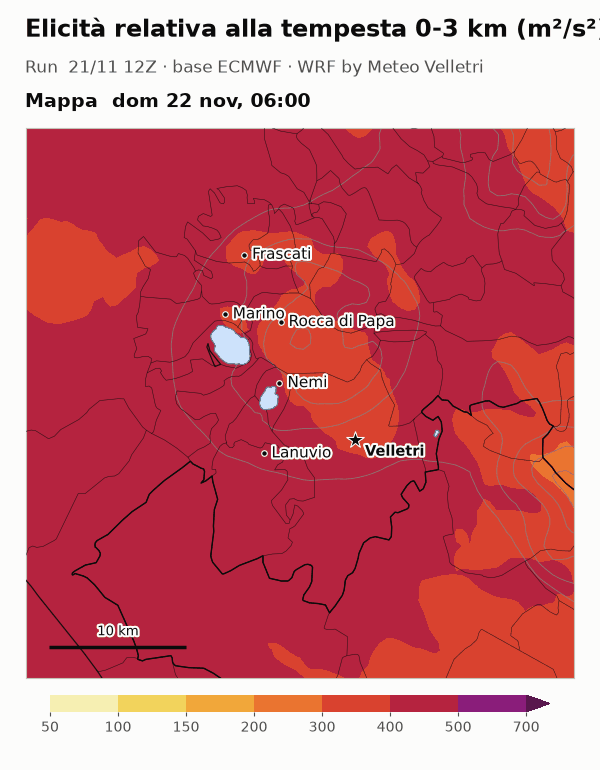 Elicità relativa alla tempesta 0-3 km (m²/s²)
Run 21/11 12Z · base ECMWF · WRF by Meteo Velletri
Mappa dom 22 nov, 06:00
Frascati
Marino
Rocca di Papa
Nemi
Velletri
Lanuvio
10 km
50 100 150 200 300 400 500 700